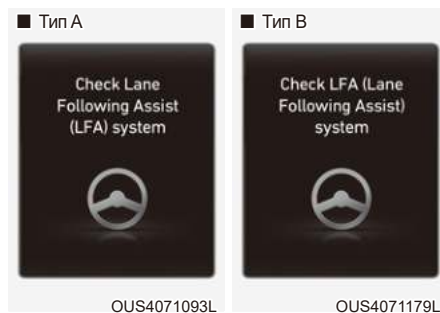 ■ Тип А
Check Lane
Following Assist
(LFA) system
OUS4071093L
■ Тип В
Check LFA (Lane
Following Assist)
system
OUS4071179L